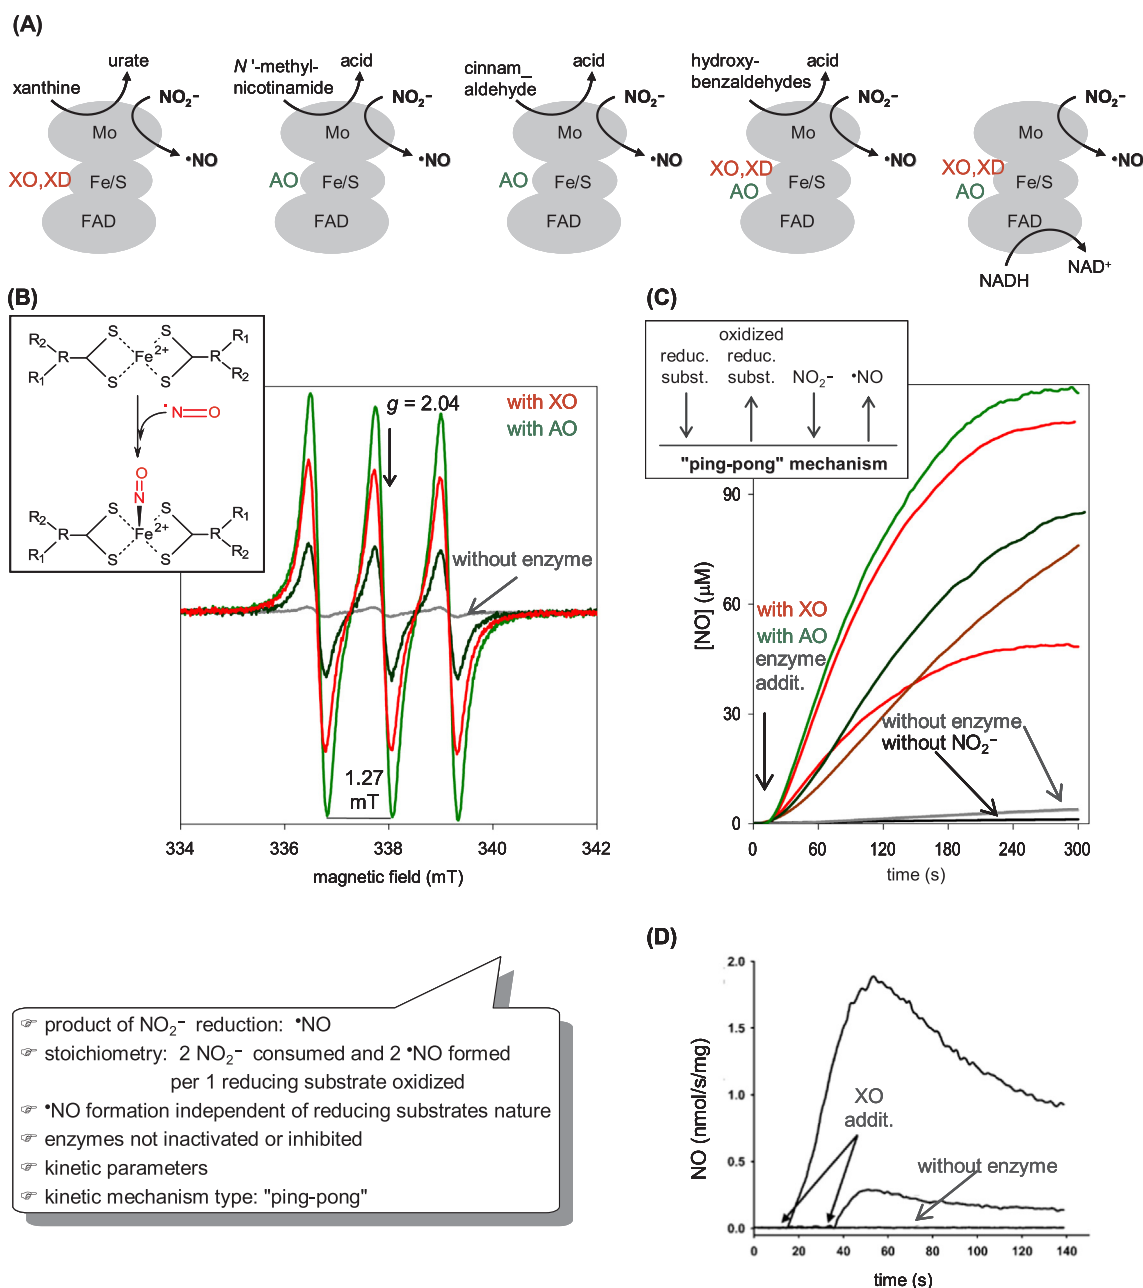 (A)
urate
xanthine
NO₂⁻
Mo
•NO
XO,XD
Fe/S
FAD
acid
N '-methyl-
nicotinamide
NO₂⁻
Mo
•NO
AO
Fe/S
FAD
acid
cinnam_
aldehyde
NO₂⁻
Mo
•NO
AO
Fe/S
FAD
hydroxy-
benzaldehydes
acid
NO₂⁻
Mo
•NO
XO,XD
AO
Fe/S
FAD
NO₂⁻
Mo
•NO
XO,XD
AO
Fe/S
FAD
NADH
NAD⁺
(B)
R₂ S S R₁
R Fe²⁺ R
R₁ S S R₂
•N O
O
N
R₂ S S R₁
R Fe²⁺ R
R₁ S S R₂
g = 2.04
with XO
with AO
without enzyme
1.27
mT
334 336 338 340 342
magnetic field (mT)
(C)
oxidized
reduc. reduc.
subst. subst. NO₂− •NO
"ping-pong" mechanism
90
60
30
0
[NO] (µM)
with XO
with AO
enzyme
addit.
without enzyme
without NO₂⁻
0 60 120 180 240 300
time (s)
☞ product of NO₂⁻ reduction: •NO
☞ stoichiometry: 2 NO₂⁻ consumed and 2 •NO formed
per 1 reducing substrate oxidized
☞ •NO formation independent of reducing substrates nature
☞ enzymes not inactivated or inhibited
☞ kinetic parameters
☞ kinetic mechanism type: "ping-pong"
(D)
2.0
1.5
1.0
0.5
0.0
NO (nmol/s/mg)
XO
addit.
without enzyme
0 20 40 60 80 100 120 140
time (s)